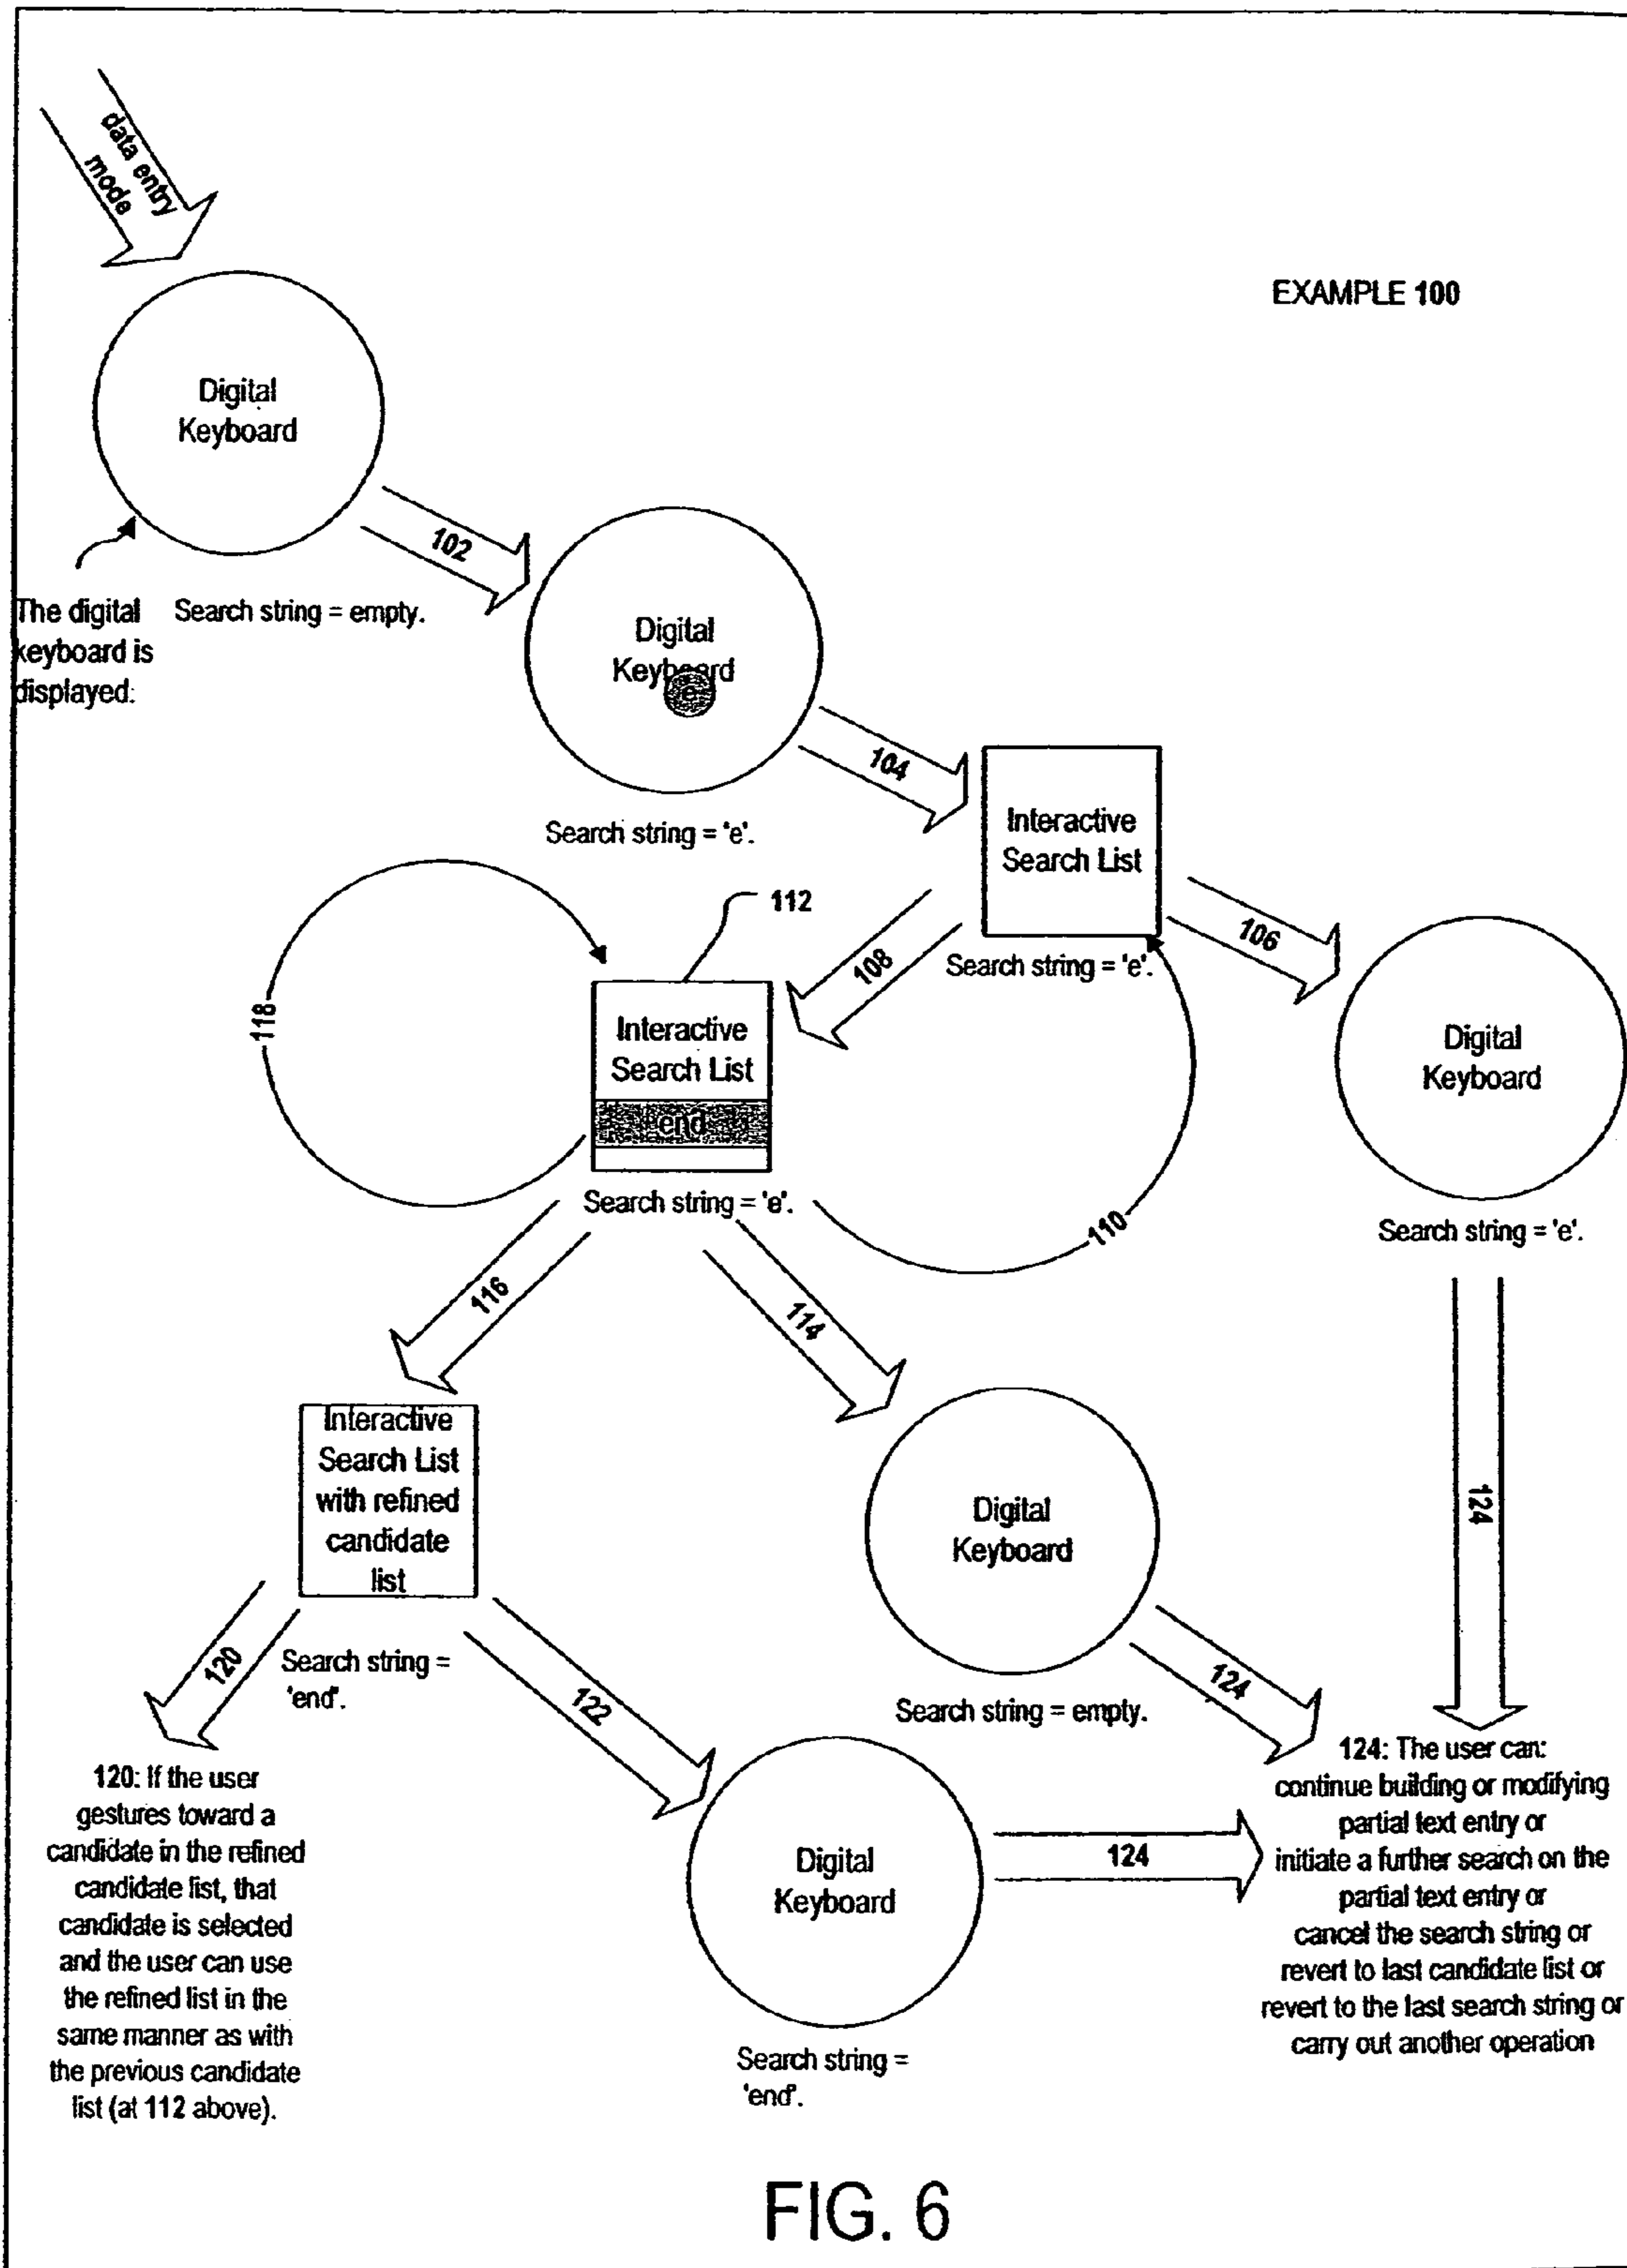 data entry
mode
EXAMPLE 100
Digital
Keyboard
102
The digital
keyboard is
displayed:
Search string = empty.
Digital
Keyboard
e
104
Search string = 'e'.
Interactive
Search List
112
106
108
Search string = 'e'.
118
Interactive
Search List
end
Digital
Keyboard
Search string = 'e'.
110
Search string = 'e'.
116
114
Interactive
Search List
with refined
candidate
list
Digital
Keyboard
124
120
Search string =
'end'.
122
124
Search string = empty.
120: If the user
gestures toward a
candidate in the refined
candidate list, that
candidate is selected
and the user can use
the refined list in the
same manner as with
the previous candidate
list (at 112 above).
Digital
Keyboard
124
Search string =
'end'.
124: The user can:
continue building or modifying
partial text entry or
initiate a further search on the
partial text entry or
cancel the search string or
revert to last candidate list or
revert to the last search string or
carry out another operation
FIG. 6